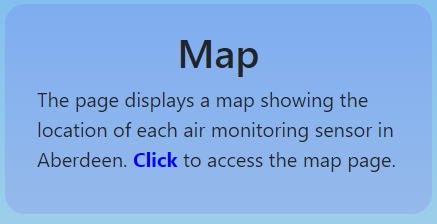 Map
The page displays a map showing the
location of each air monitoring sensor in
Aberdeen. Click to access the map page.